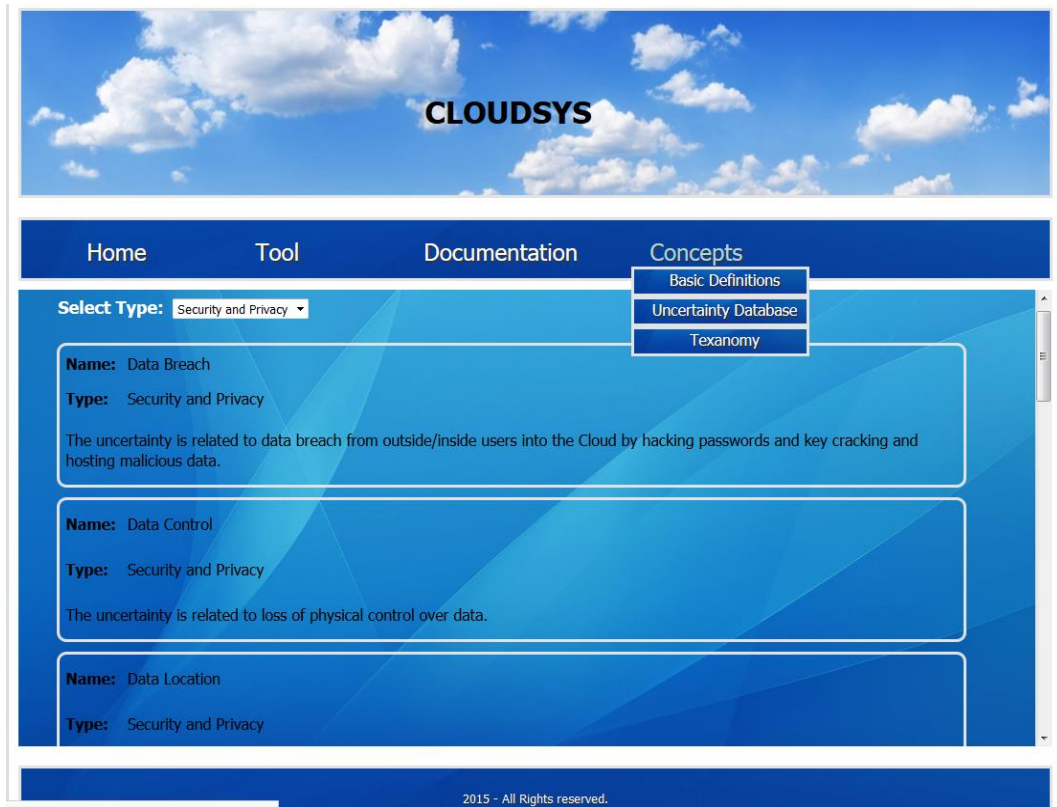 CLOUDSYS
Home Tool Documentation Concepts
Basic Definitions
Uncertainty Database
Texanomy
Select Type: Security and Privacy
Name: Data Breach
Type: Security and Privacy
The uncertainty is related to data breach from outside/inside users into the Cloud by hacking passwords and key cracking and
hosting malicious data.
Name: Data Control
Type: Security and Privacy
The uncertainty is related to loss of physical control over data.
Name: Data Location
Type: Security and Privacy
2015 - All Rights reserved.